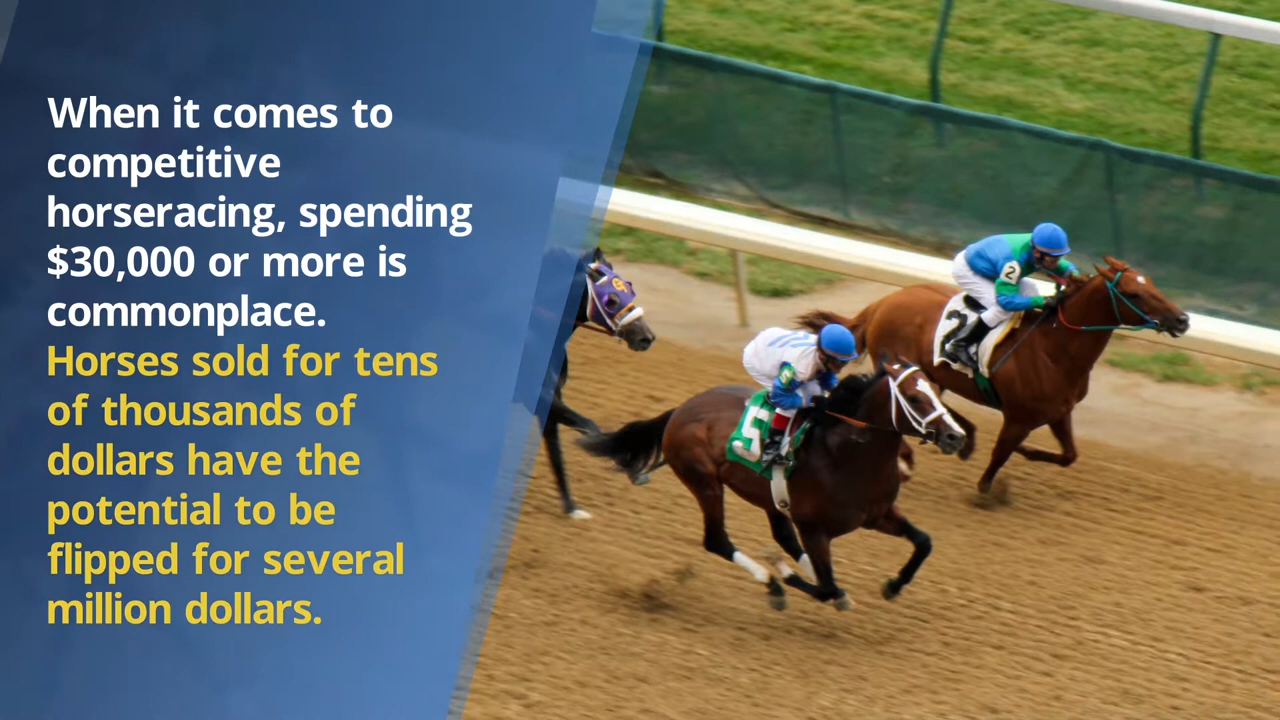 When it comes to
competitive
horseracing, spending
$30,000 or more is
commonplace.
Horses sold for tens
of thousands of
dollars have the
potential to be
flipped for several
million dollars.
2
2
5